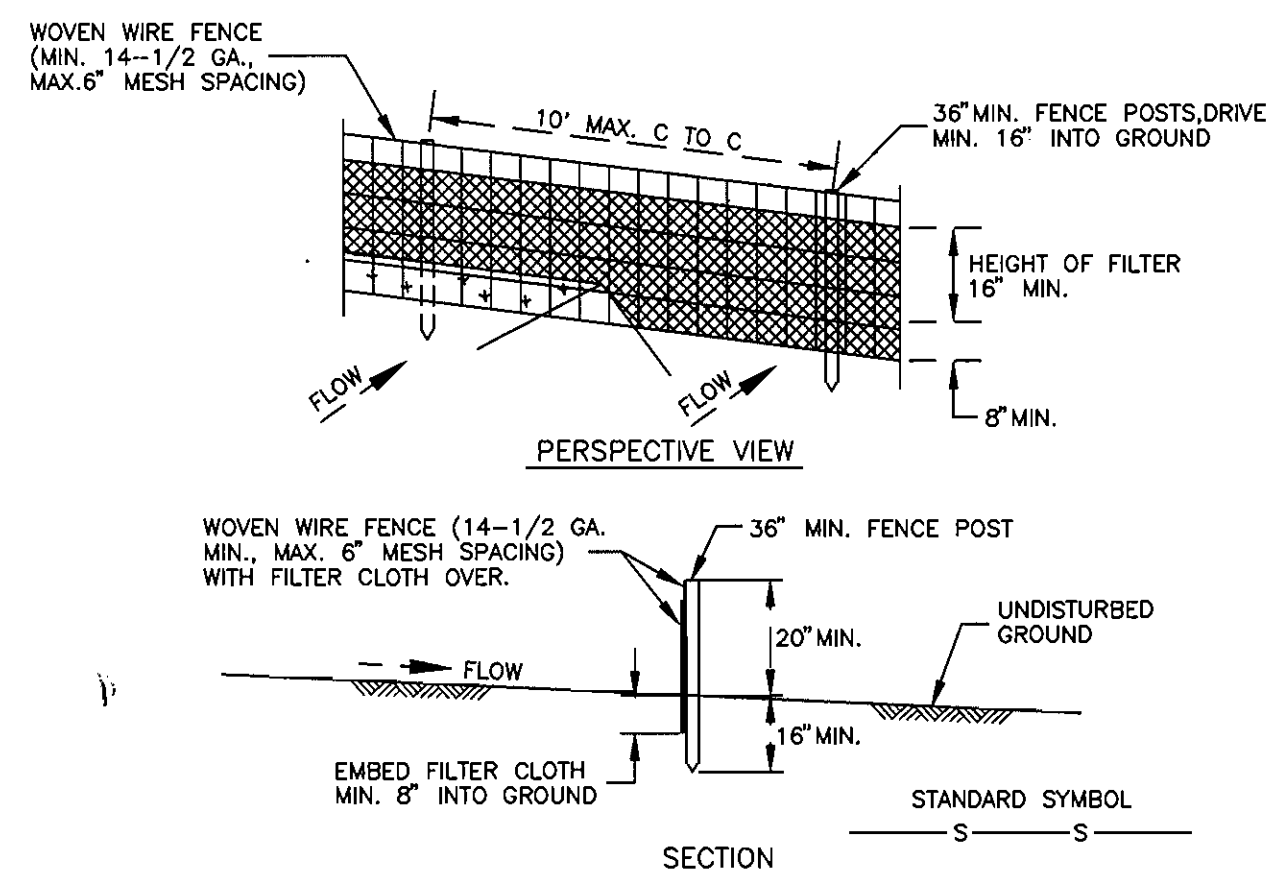 WOVEN WIRE FENCE
(MIN. 14--1/2 GA.,
MAX.6" MESH SPACING)
10' MAX. C TO C
36"MIN. FENCE POSTS,DRIVE
MIN. 16" INTO GROUND
HEIGHT OF FILTER
16" MIN.
FLOW
FLOW
8"MIN.
PERSPECTIVE VIEW
WOVEN WIRE FENCE (14-1/2 GA.
MIN., MAX. 6" MESH SPACING)
WITH FILTER CLOTH OVER.
36" MIN. FENCE POST
UNDISTURBED
GROUND
20"MIN.
FLOW
16"MIN.
EMBED FILTER CLOTH
MIN. 8" INTO GROUND
STANDARD SYMBOL
S S
SECTION